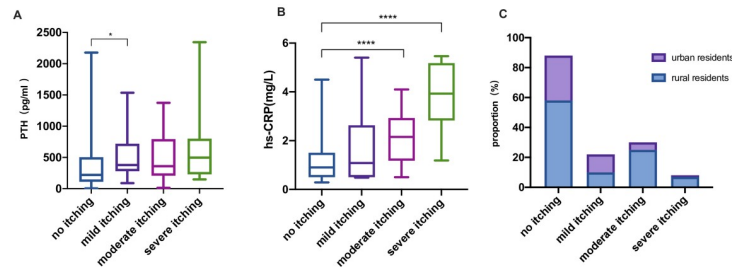 A
PTH
(pg/ml)
2500
2000
1500
1000
500
0
*
no itching
mild itching
moderate itching
severe itching
B
hs-CRP(mg/L)
6
4
2
0
****
****
no itching
mild itching
moderate itching
severe itching
C
proportion (%)
100
80
60
40
20
0
urban residents
rural residents
no itching
mild itching
moderate itching
severe itching